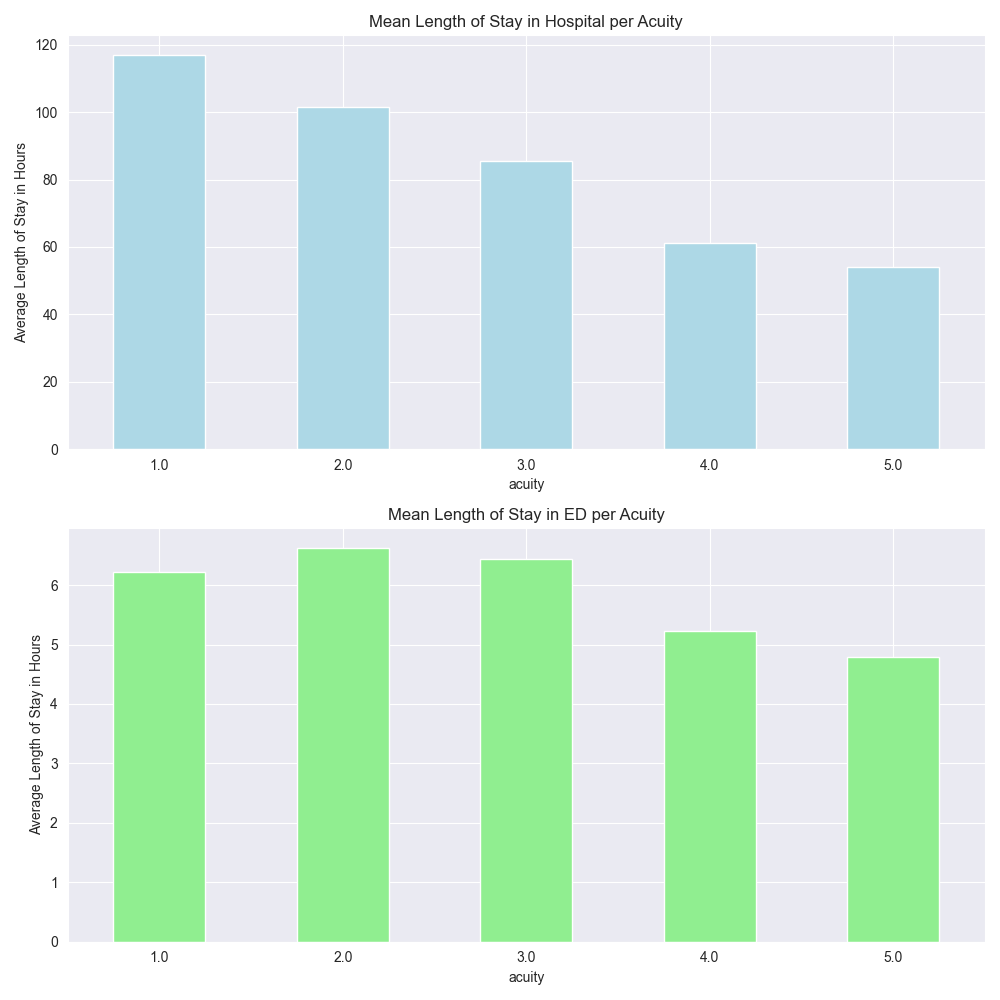 Mean Length of Stay in Hospital per Acuity
Average Length of Stay in Hours
120
100
80
60
40
20
0
1.0 2.0 3.0 4.0 5.0
acuity
Mean Length of Stay in ED per Acuity
Average Length of Stay in Hours
6
5
4
3
2
1
0
1.0 2.0 3.0 4.0 5.0
acuity